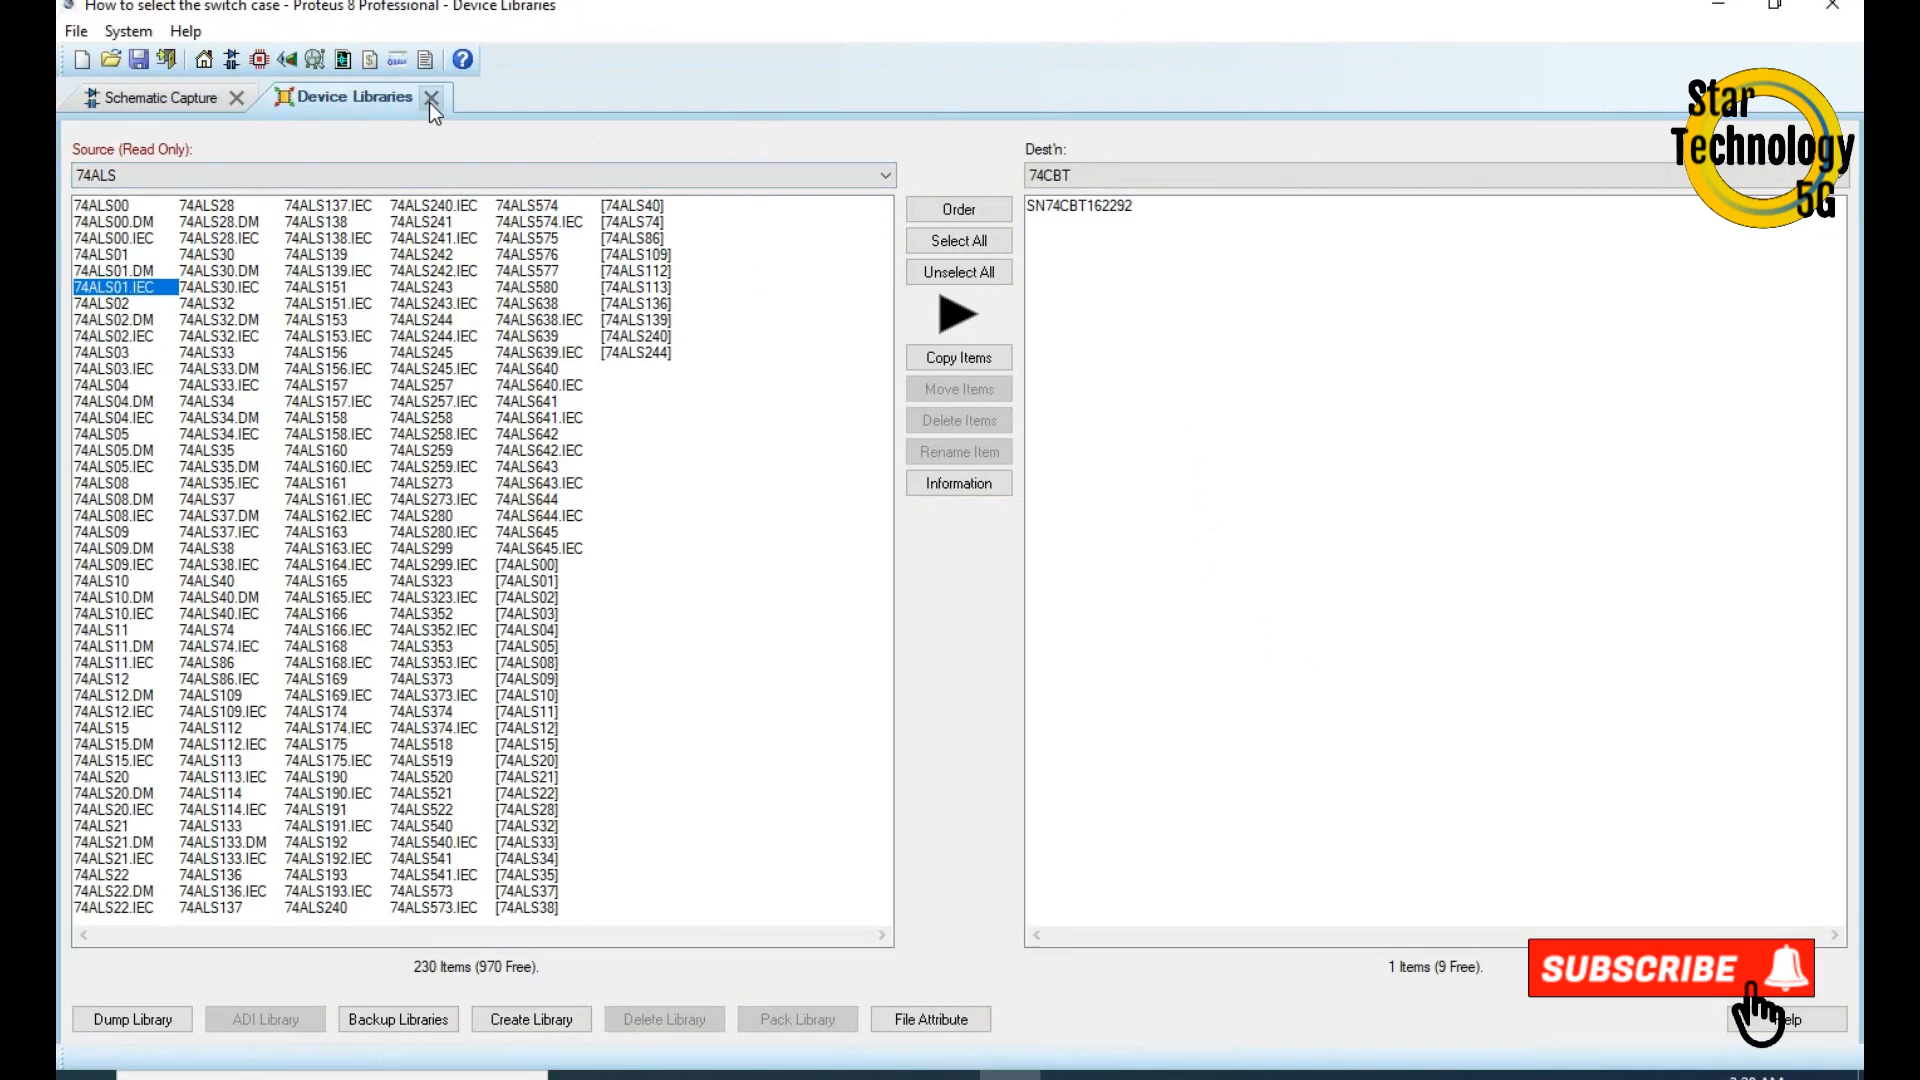 How to select the switch case - Proteus 8 Professional - Device Libraries
File System Help
Schematic Capture
Device Libraries
Star
Technology
5G
Source (Read Only):
74ALS
Dest'n:
74CBT
74ALS00 74ALS28 74ALS137.IEC 74ALS240.IEC 74ALS574 [74ALS40]
74ALS00.DM 74ALS28.DM 74ALS138 74ALS241 74ALS574.IEC [74ALS74]
74ALS00.IEC 74ALS28.IEC 74ALS138.IEC 74ALS241.IEC 74ALS575 [74ALS86]
74ALS01 74ALS30 74ALS139 74ALS242 74ALS576 [74ALS109]
74ALS01.DM 74ALS30.DM 74ALS139.IEC 74ALS242.IEC 74ALS577 [74ALS112]
74ALS01.IEC 74ALS30.IEC 74ALS151 74ALS243 74ALS580 [74ALS113]
74ALS02 74ALS32 74ALS151.IEC 74ALS243.IEC 74ALS638 [74ALS136]
74ALS02.DM 74ALS32.DM 74ALS153 74ALS244 74ALS638.IEC [74ALS139]
74ALS02.IEC 74ALS32.IEC 74ALS153.IEC 74ALS244.IEC 74ALS639 [74ALS240]
74ALS03 74ALS33 74ALS156 74ALS245 74ALS639.IEC [74ALS244]
74ALS03.IEC 74ALS33.DM 74ALS156.IEC 74ALS245.IEC 74ALS640
74ALS04 74ALS33.IEC 74ALS157 74ALS257 74ALS640.IEC
74ALS04.DM 74ALS34 74ALS157.IEC 74ALS257.IEC 74ALS641
74ALS04.IEC 74ALS34.DM 74ALS158 74ALS258 74ALS641.IEC
74ALS05 74ALS34.IEC 74ALS158.IEC 74ALS258.IEC 74ALS642
74ALS05.DM 74ALS35 74ALS160 74ALS259 74ALS642.IEC
74ALS05.IEC 74ALS35.DM 74ALS160.IEC 74ALS259.IEC 74ALS643
74ALS08 74ALS35.IEC 74ALS161 74ALS273 74ALS643.IEC
74ALS08.DM 74ALS37 74ALS161.IEC 74ALS273.IEC 74ALS644
74ALS08.IEC 74ALS37.DM 74ALS162.IEC 74ALS280 74ALS644.IEC
74ALS09 74ALS37.IEC 74ALS163 74ALS280.IEC 74ALS645
74ALS09.DM 74ALS38 74ALS163.IEC 74ALS299 74ALS645.IEC
74ALS09.IEC 74ALS38.IEC 74ALS164.IEC 74ALS299.IEC [74ALS00]
74ALS10 74ALS40 74ALS165 74ALS323 [74ALS01]
74ALS10.DM 74ALS40.DM 74ALS165.IEC 74ALS323.IEC [74ALS02]
74ALS10.IEC 74ALS40.IEC 74ALS166 74ALS352 [74ALS03]
74ALS11 74ALS74 74ALS166.IEC 74ALS352.IEC [74ALS04]
74ALS11.DM 74ALS74.IEC 74ALS168 74ALS353 [74ALS05]
74ALS11.IEC 74ALS86 74ALS168.IEC 74ALS353.IEC [74ALS08]
74ALS12 74ALS86.IEC 74ALS169 74ALS373 [74ALS09]
74ALS12.DM 74ALS109 74ALS169.IEC 74ALS373.IEC [74ALS10]
74ALS12.IEC 74ALS109.IEC 74ALS174 74ALS374 [74ALS11]
74ALS15 74ALS112 74ALS174.IEC 74ALS374.IEC [74ALS12]
74ALS15.DM 74ALS112.IEC 74ALS175 74ALS518 [74ALS15]
74ALS15.IEC 74ALS113 74ALS175.IEC 74ALS519 [74ALS20]
74ALS20 74ALS113.IEC 74ALS190 74ALS520 [74ALS21]
74ALS20.DM 74ALS114 74ALS190.IEC 74ALS521 [74ALS22]
74ALS20.IEC 74ALS114.IEC 74ALS191 74ALS522 [74ALS28]
74ALS21 74ALS133 74ALS191.IEC 74ALS540 [74ALS32]
74ALS21.DM 74ALS133.DM 74ALS192 74ALS540.IEC [74ALS33]
74ALS21.IEC 74ALS133.IEC 74ALS192.IEC 74ALS541 [74ALS34]
74ALS22 74ALS136 74ALS193 74ALS541.IEC [74ALS35]
74ALS22.DM 74ALS136.IEC 74ALS193.IEC 74ALS573 [74ALS37]
74ALS22.IEC 74ALS137 74ALS240 74ALS573.IEC [74ALS38]
Order
Select All
Unselect All
Copy Items
Move Items
Delete Items
Rename Item
Information
SN74CBT162292
230 Items (970 Free).
1 Items (9 Free).
SUBSCRIBE
Dump Library
ADI Library
Backup Libraries
Create Library
Delete Library
Pack Library
File Attribute